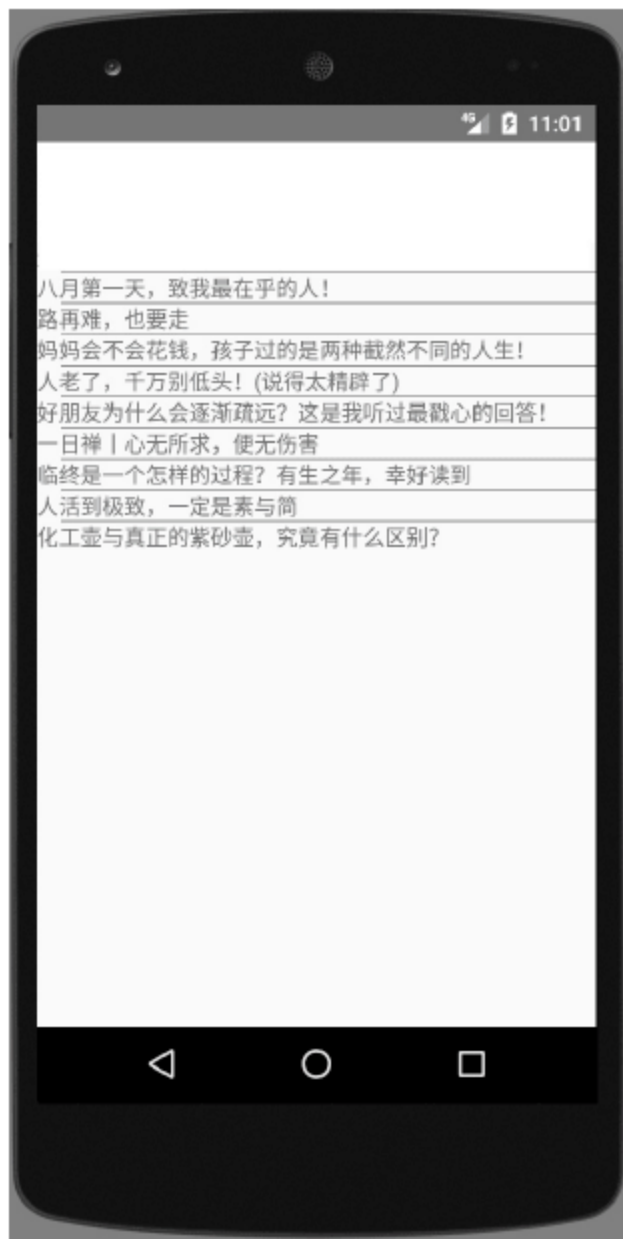 4G 11:01
八月第一天，致我最在乎的人！
路再难，也要走
妈妈会不会花钱，孩子过的是两种截然不同的人生！
人老了，千万别低头！(说得太精辟了)
好朋友为什么会逐渐疏远？这是我听过最戳心的回答！
一日禅丨心无所求，便无伤害
临终是一个怎样的过程？有生之年，幸好读到
人活到极致，一定是素与简
化工壶与真正的紫砂壶，究竟有什么区别？